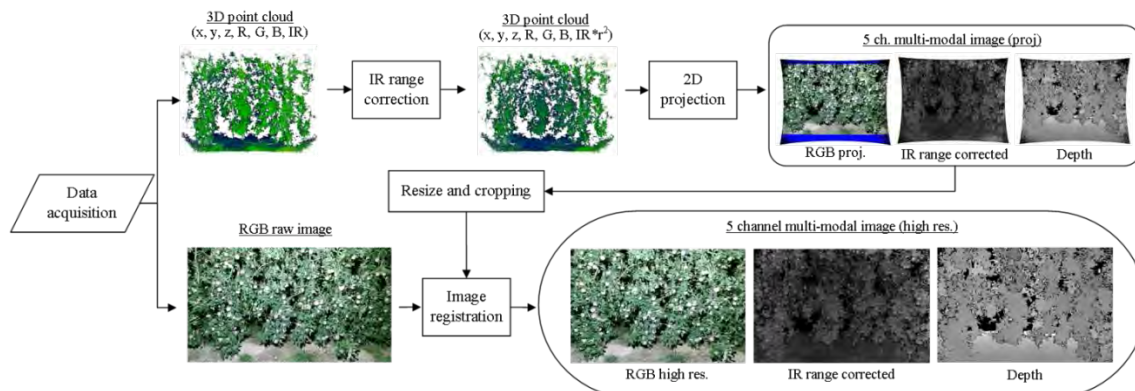 3D point cloud
(x, y, z, R, G, B, IR)
3D point cloud
(x, y, z, R, G, B, IR*r²)
5 ch. multi-modal image (proj)
IR range
correction
2D
projection
RGB proj.
IR range corrected
Depth
Data
acquisition
Resize and cropping
RGB raw image
5 channel multi-modal image (high res.)
Image
registration
RGB high res.
IR range corrected
Depth